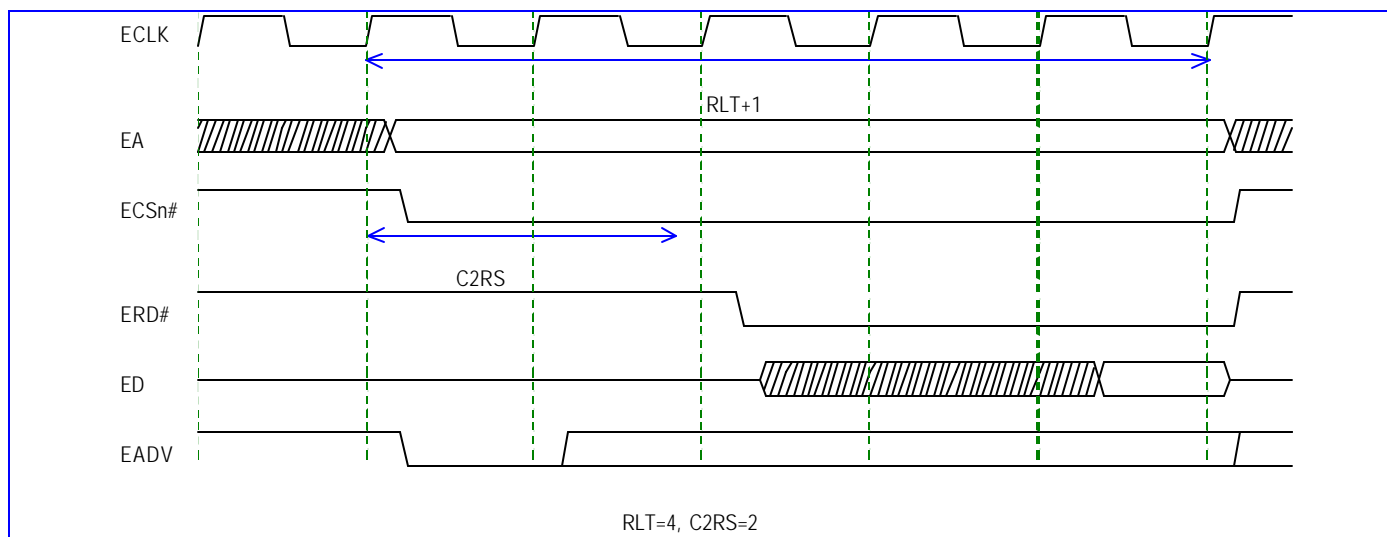 ECLK
RLT+1
EA
ECSn#
C2RS
ERD#
ED
EADV
RLT=4, C2RS=2